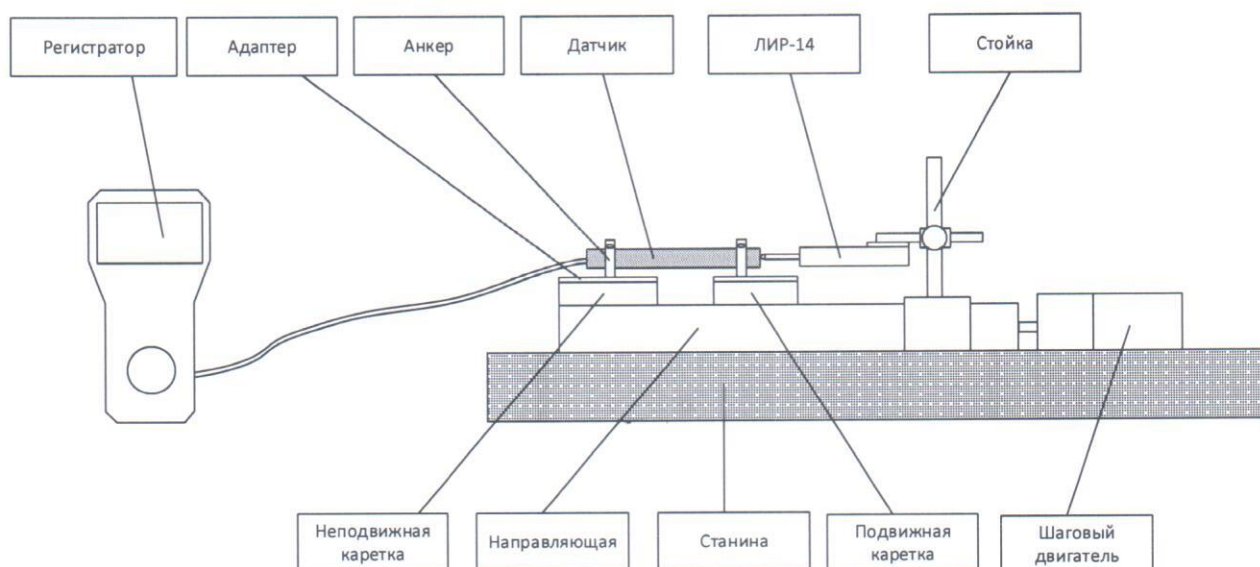 Регистратор
Адаптер
Анкер
Датчик
ЛИР-14
Стойка
Неподвижная
каретка
Направляющая
Станина
Подвижная
каретка
Шаговый
двигатель